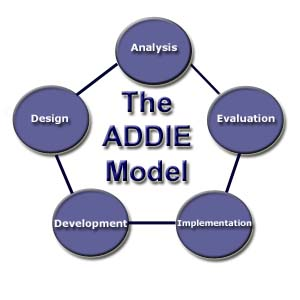 Analysis
Design
Evaluation
The
ADDIE
Model
Development
Implementation